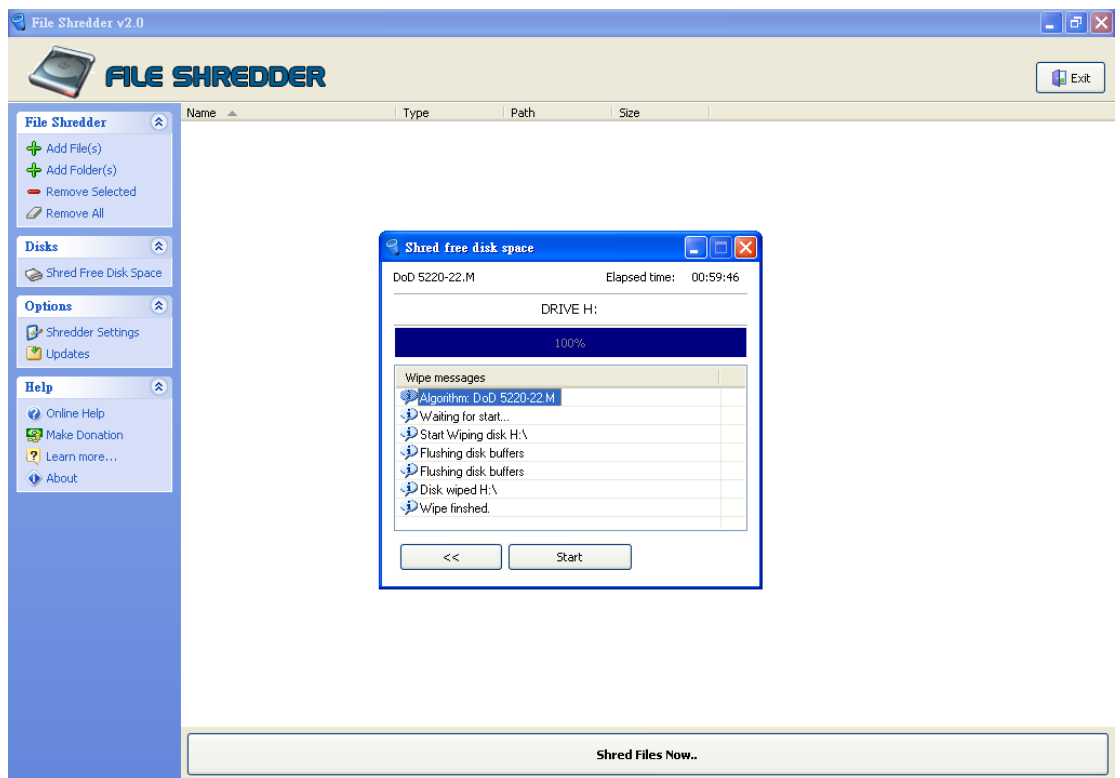 File Shredder v2.0
FILE SHREDDER
Exit
File Shredder
Add File(s)
Add Folder(s)
Remove Selected
Remove All
Disks
Shred Free Disk Space
Options
Shredder Settings
Updates
Help
Online Help
Make Donation
Learn more...
About
Name Type Path Size
Shred free disk space
DoD 5220-22.M Elapsed time: 00:59:46
DRIVE H:
100%
Wipe messages
Algorithm: DoD 5220-22.M
Waiting for start...
Start Wiping disk H:\
Flushing disk buffers
Flushing disk buffers
Disk wiped H:\
Wipe finshed.
<< Start
Shred Files Now..